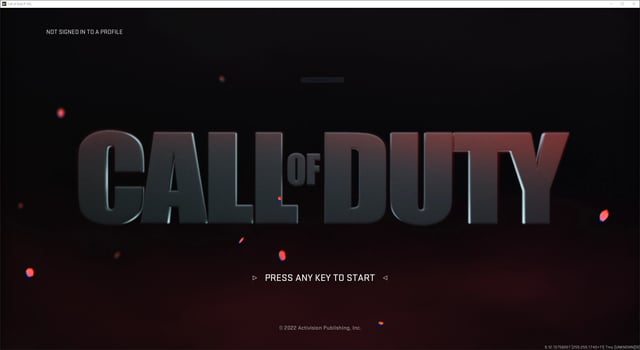 NOT SIGNED IN TO A PROFILE
CALL OF DUTY
PRESS ANY KEY TO START
© 2022 Activision Publishing, Inc.